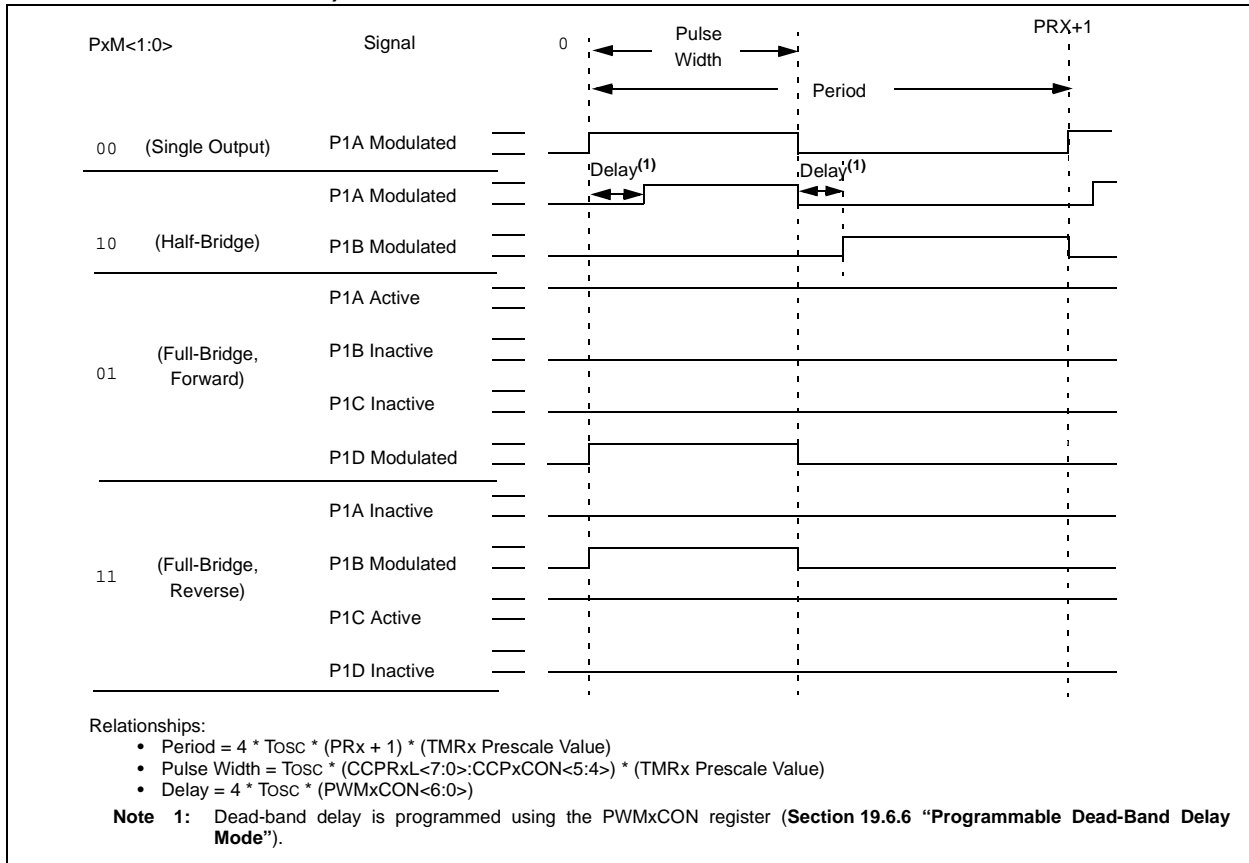 PxM<1:0>
Signal
0
Pulse
Width
PRX+1
Period
00 (Single Output) P1A Modulated
Delay(1) Delay(1)
P1A Modulated
10 (Half-Bridge) P1B Modulated
P1A Active
(Full-Bridge, P1B Inactive
01 Forward)
P1C Inactive
P1D Modulated
P1A Inactive
11 (Full-Bridge, P1B Modulated
Reverse)
P1C Active
P1D Inactive
Relationships:
• Period = 4 * TOSC * (PRx + 1) * (TMRx Prescale Value)
• Pulse Width = TOSC * (CCPRxL<7:0>:CCPxCON<5:4>) * (TMRx Prescale Value)
• Delay = 4 * TOSC * (PWMxCON<6:0>)
Note 1: Dead-band delay is programmed using the PWMxCON register (Section 19.6.6 “Programmable Dead-Band Delay
Mode”).